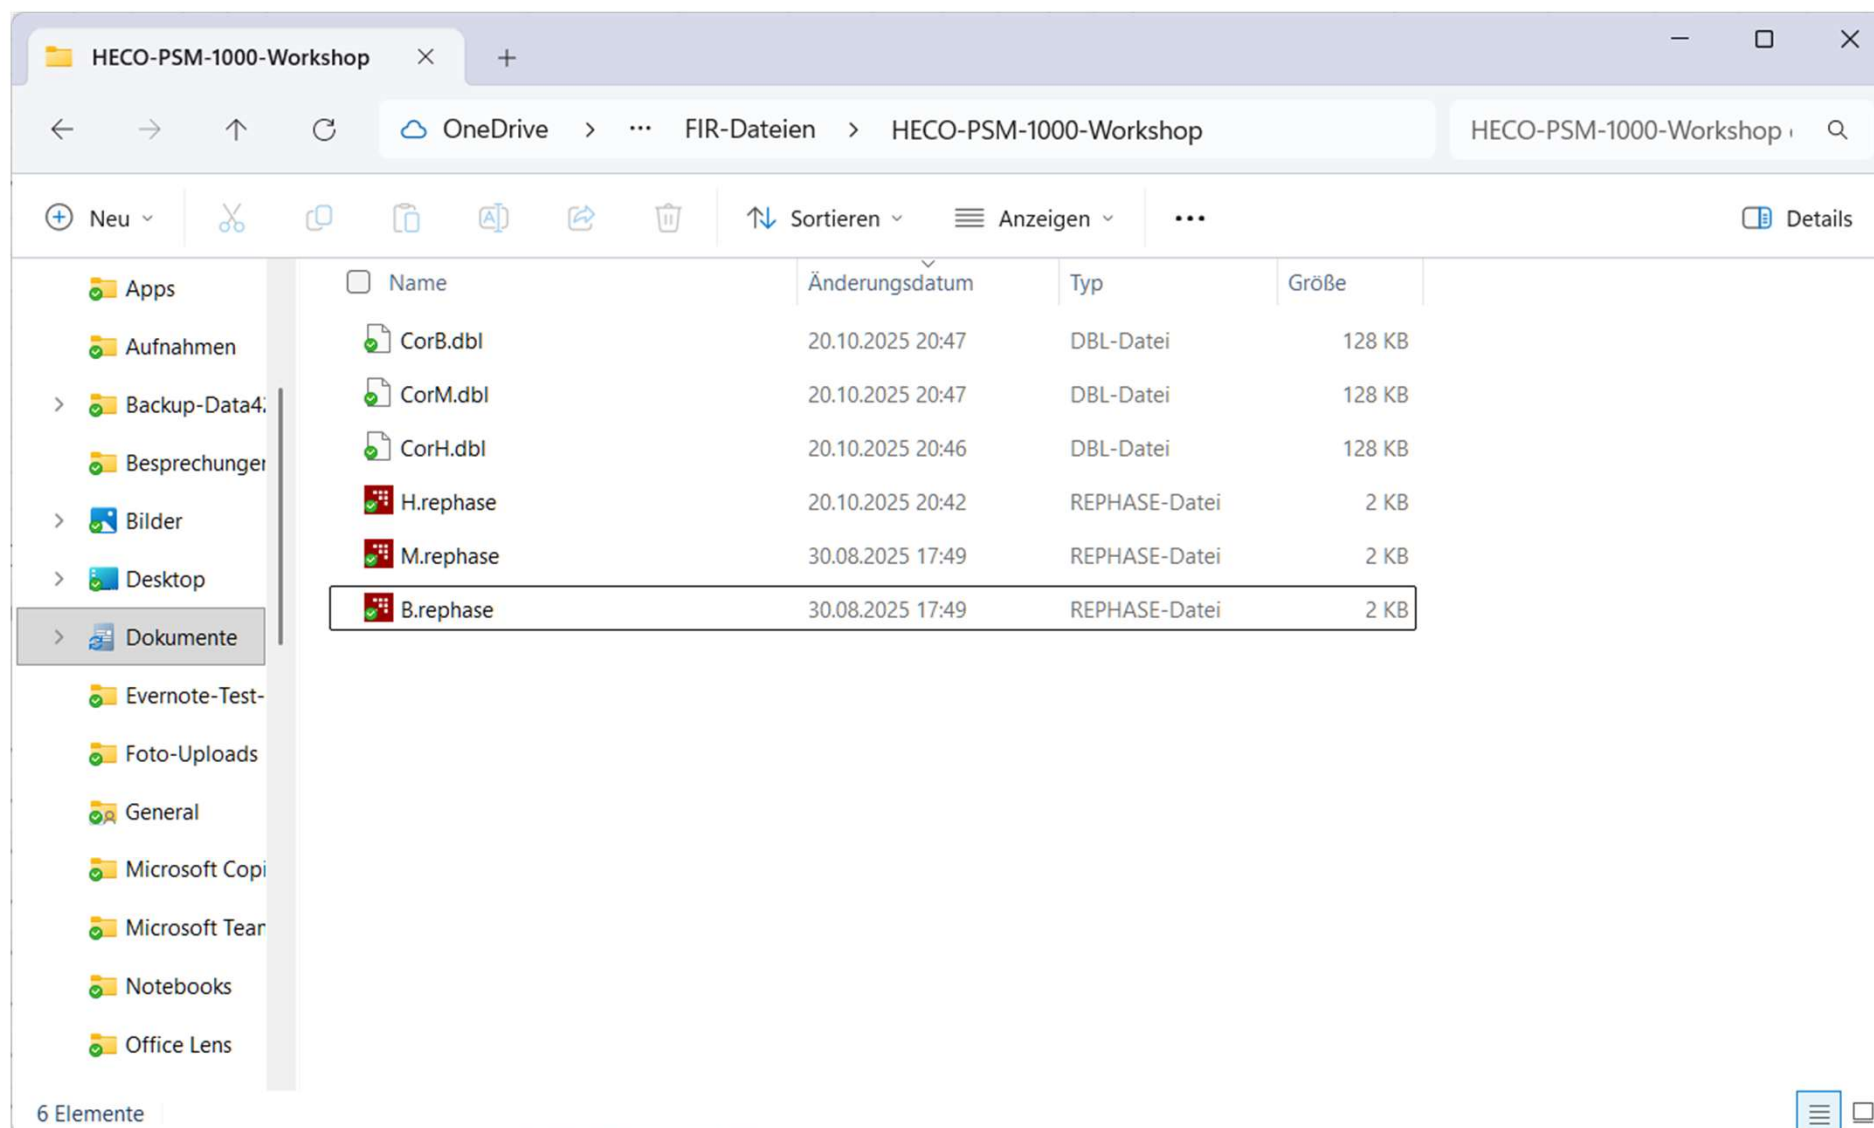 HECO-PSM-1000-Workshop
OneDrive > ... FIR-Dateien > HECO-PSM-1000-Workshop
HECO-PSM-1000-Workshop
Neu
Sortieren
Anzeigen
Details
Apps
Aufnahmen
Backup-Data4
Besprechunger
Bilder
Desktop
Dokumente
Evernote-Test-
Foto-Uploads
General
Microsoft Copi
Microsoft Tear
Notebooks
Office Lens
Name Änderungsdatum Typ Größe
CorB.dbl 20.10.2025 20:47 DBL-Datei 128 KB
CorM.dbl 20.10.2025 20:47 DBL-Datei 128 KB
CorH.dbl 20.10.2025 20:46 DBL-Datei 128 KB
H.rephase 20.10.2025 20:42 REPHASE-Datei 2 KB
M.rephase 30.08.2025 17:49 REPHASE-Datei 2 KB
B.rephase 30.08.2025 17:49 REPHASE-Datei 2 KB
6 Elemente